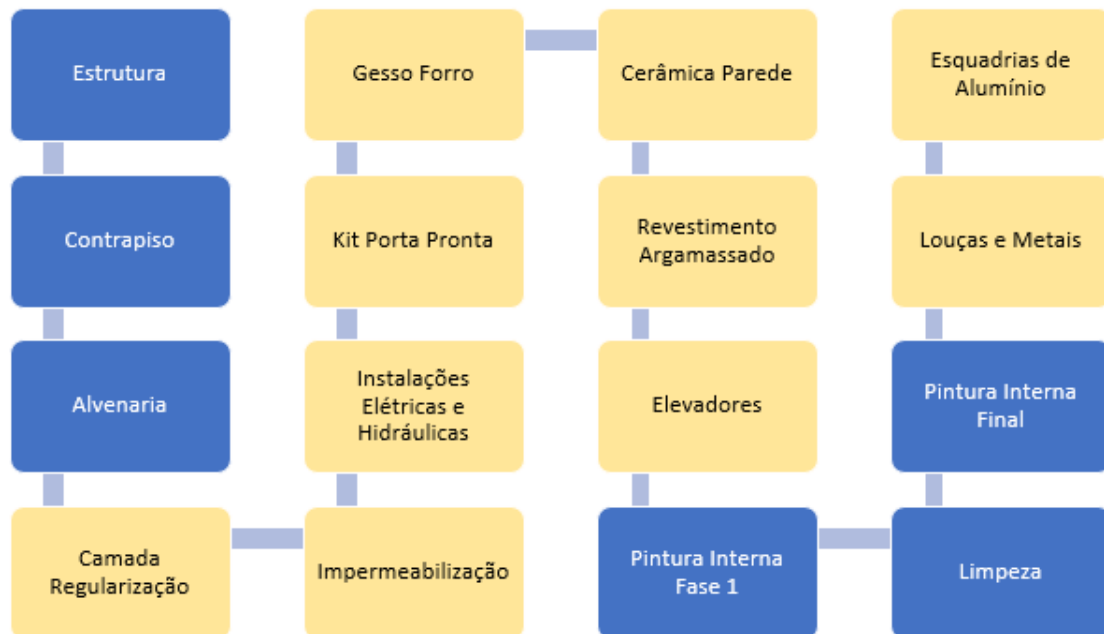 Estrutura
Contrapiso
Alvenaria
Camada
Regularização
Impermeabilização
Instalações
Elétricas e
Hidráulicas
Kit Porta Pronta
Gesso Forro
Cerâmica Parede
Revestimento
Argamassado
Elevadores
Pintura Interna
Fase 1
Limpeza
Pintura Interna
Final
Louças e Metais
Esquadrias de
Alumínio